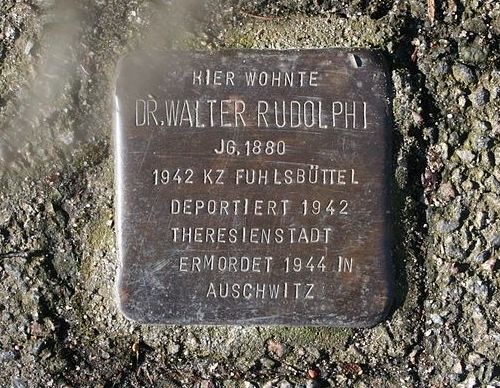 HIER WOHNTE
DR. WALTER RUDOLPHI
JG. 1880
1942 KZ FUHLSBÜTTEL
DEPORTIERT 1942
THERESIENSTADT
ERMORDET 1944 IN
AUSCHWITZ